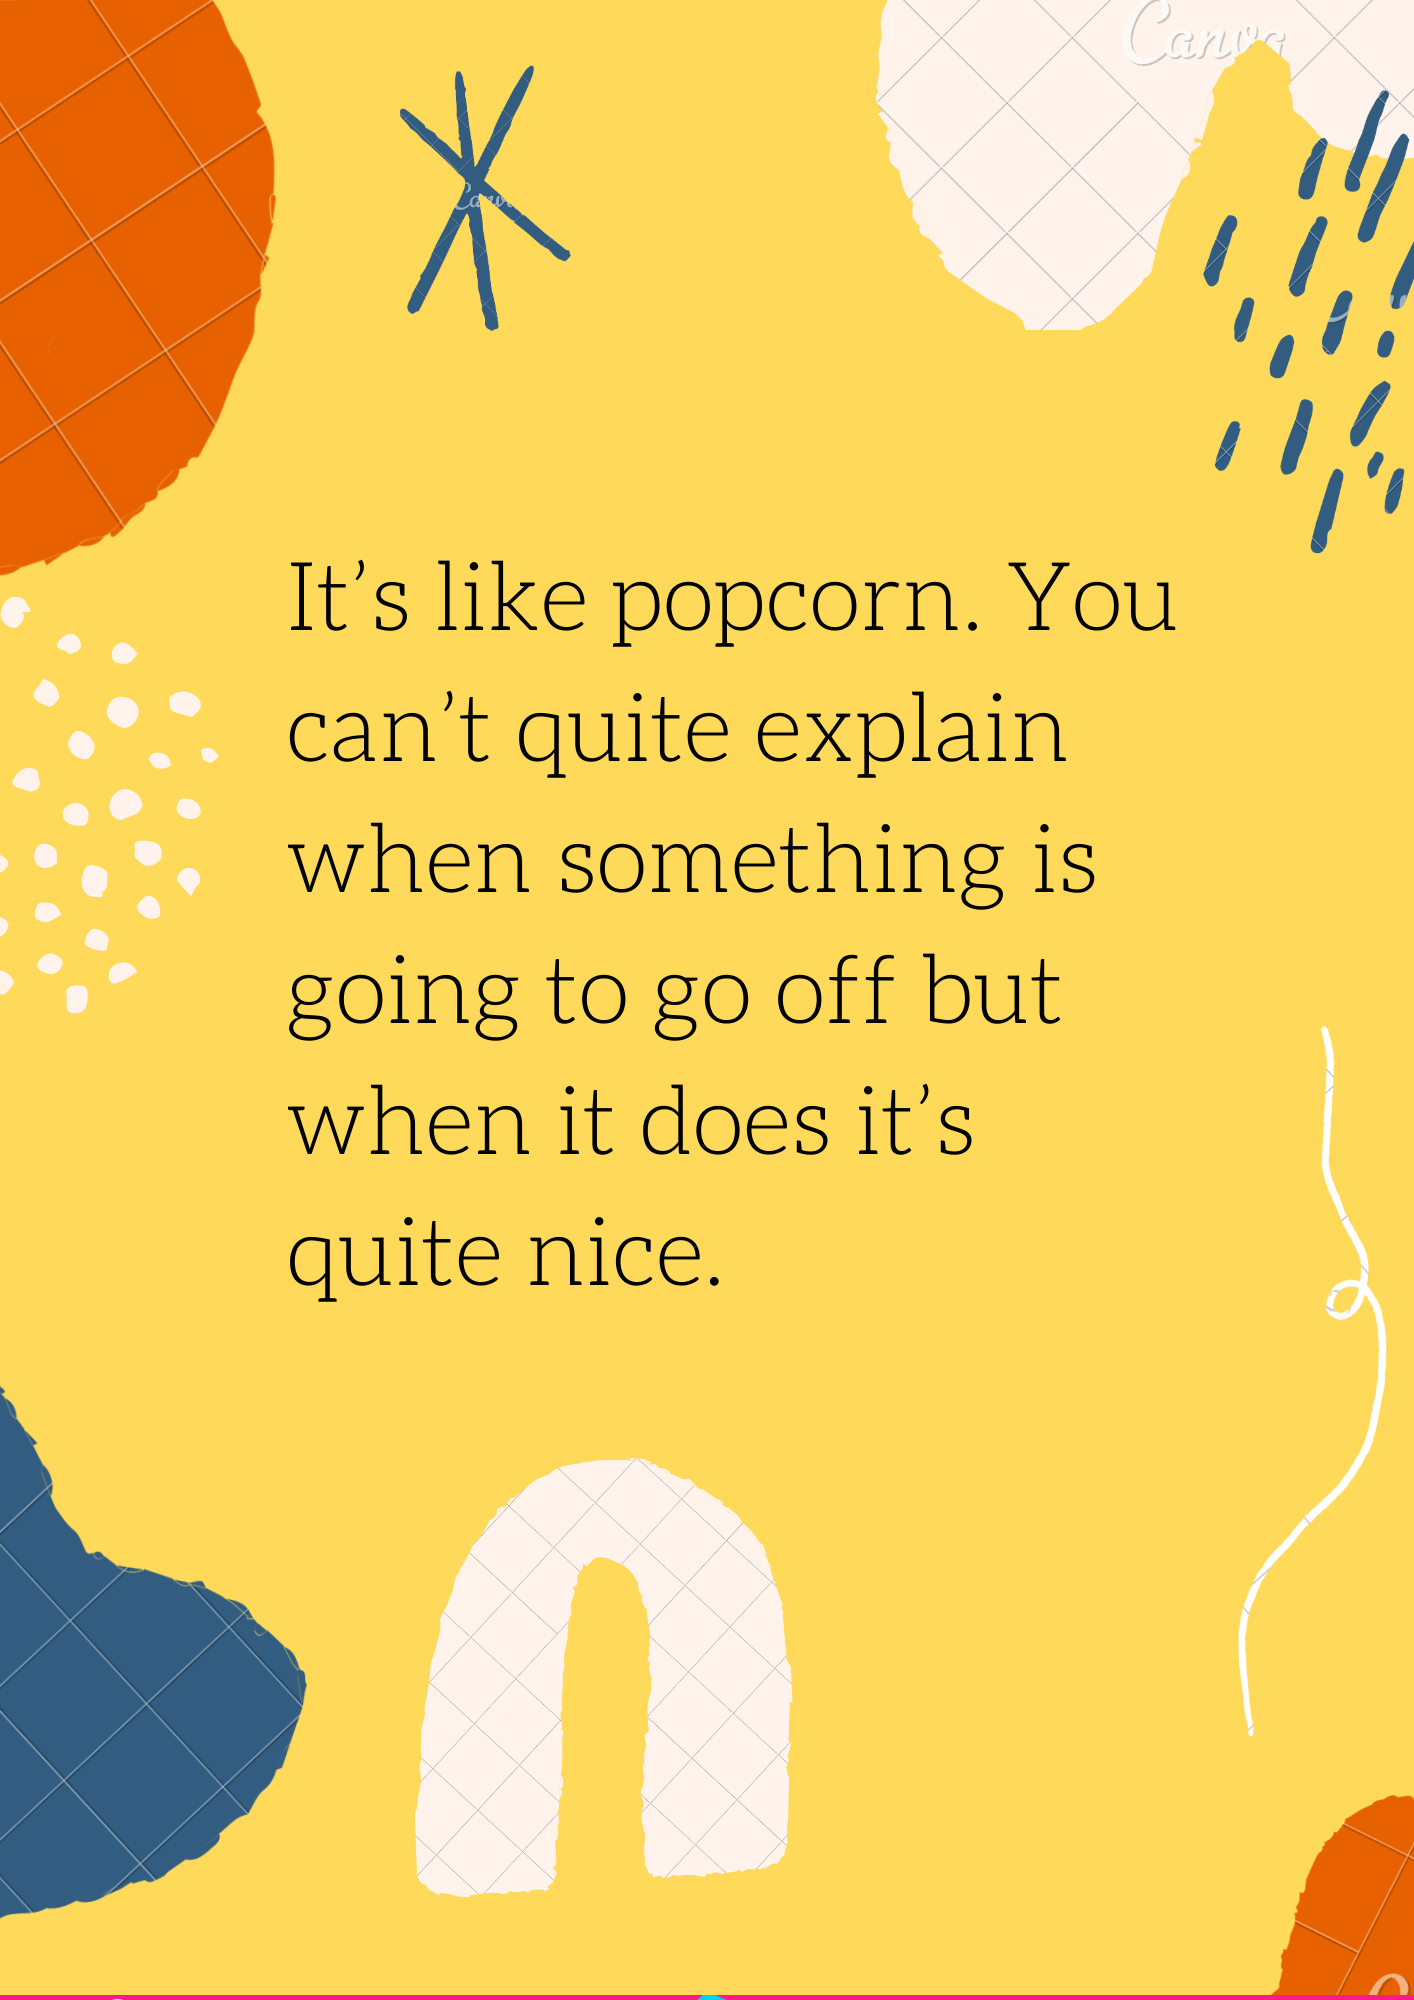 Canva
Canva
It’s like popcorn. You
can’t quite explain
when something is
going to go off but
when it does it’s
quite nice.